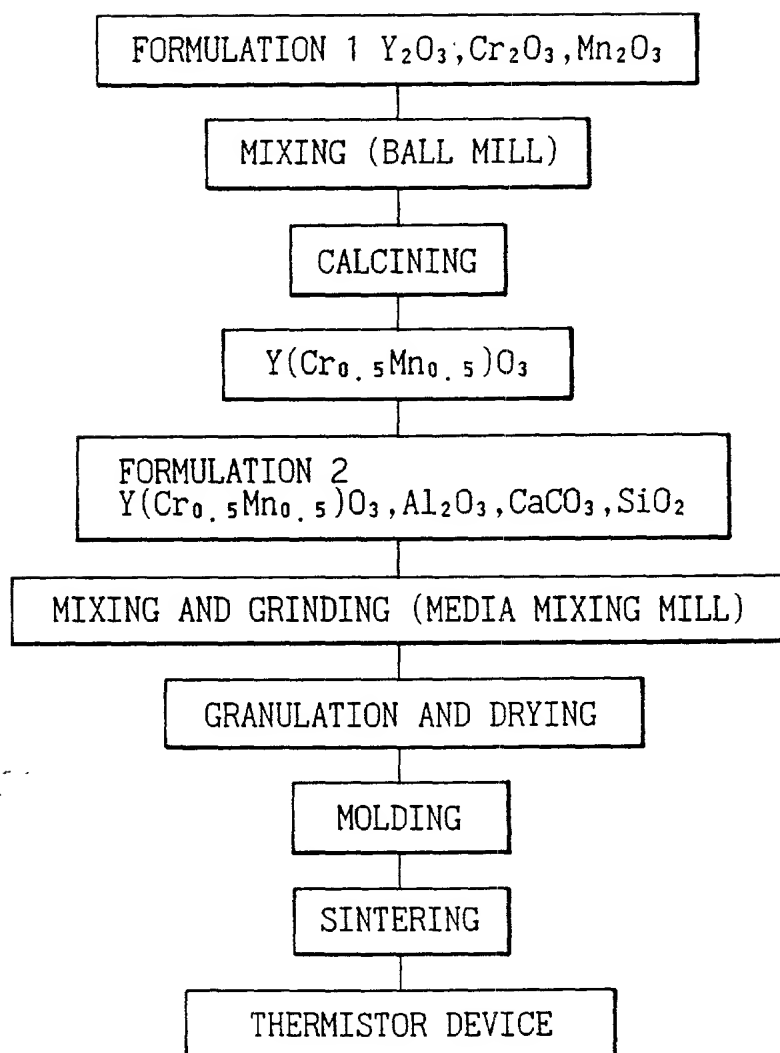 FORMULATION 1 Y₂O₃,Cr₂O₃,Mn₂O₃
MIXING (BALL MILL)
CALCINING
Y(Cr₀.₅Mn₀.₅)O₃
FORMULATION 2
Y(Cr₀.₅Mn₀.₅)O₃,Al₂O₃,CaCO₃,SiO₂
MIXING AND GRINDING (MEDIA MIXING MILL)
GRANULATION AND DRYING
MOLDING
SINTERING
THERMISTOR DEVICE